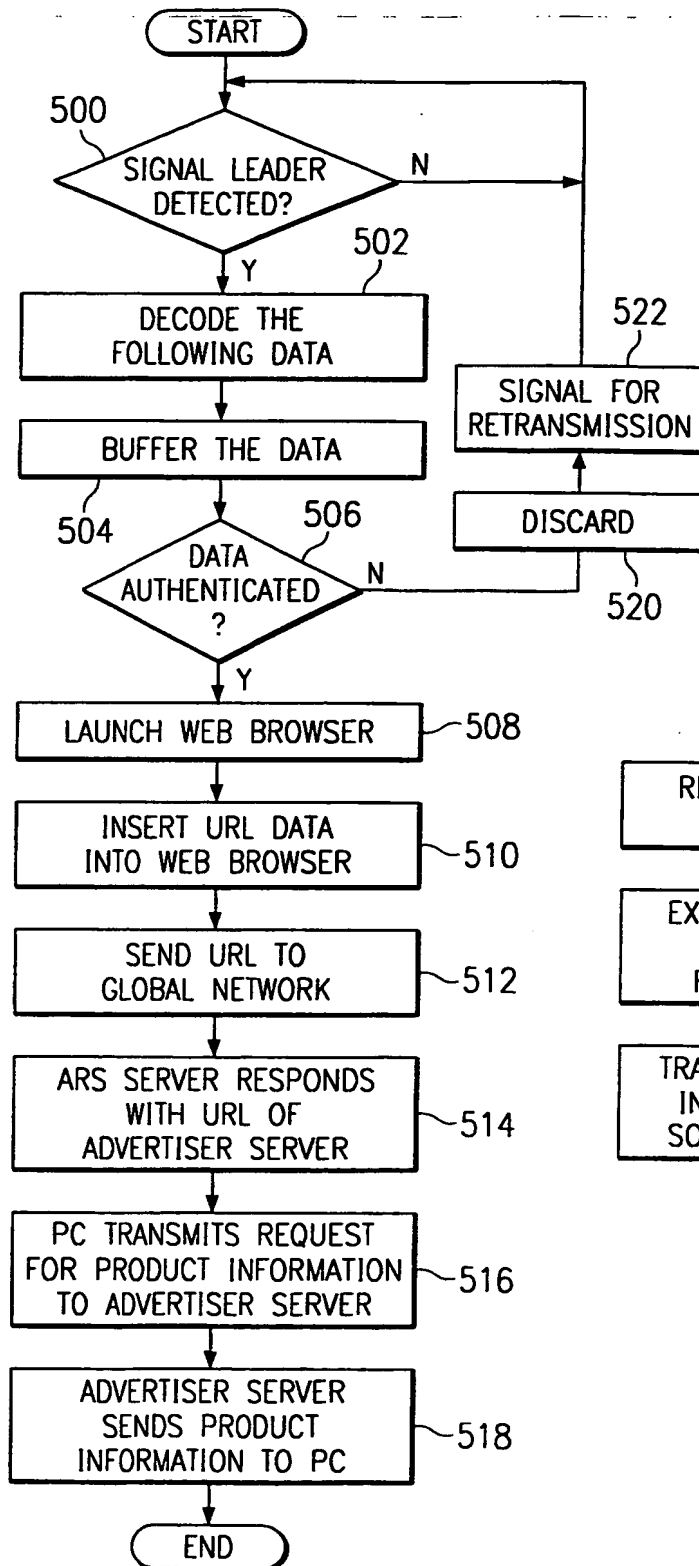 START
500
SIGNAL LEADER
DETECTED?
N
Y
502
DECODE THE
FOLLOWING DATA
522
SIGNAL FOR
RETRANSMISSION
BUFFER THE DATA
504
DISCARD
520
506
DATA
AUTHENTICATED
?
N
Y
LAUNCH WEB BROWSER
508
INSERT URL DATA
INTO WEB BROWSER
510
SEND URL TO
GLOBAL NETWORK
512
ARS SERVER RESPONDS
WITH URL OF
ADVERTISER SERVER
514
PC TRANSMITS REQUEST
FOR PRODUCT INFORMATION
TO ADVERTISER SERVER
516
ADVERTISER SERVER
SENDS PRODUCT
INFORMATION TO PC
518
END